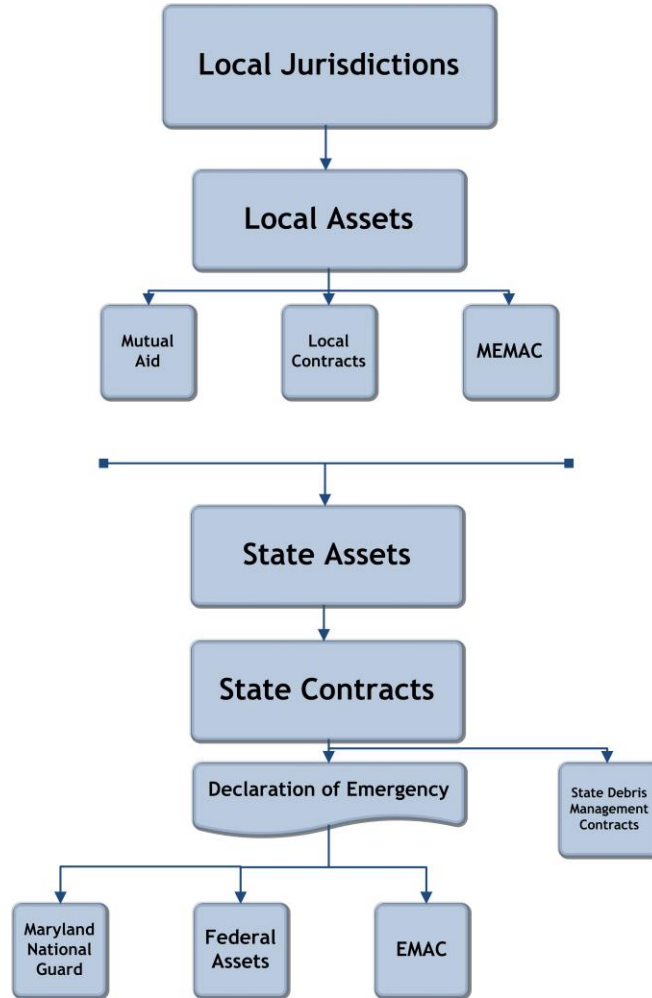 Local Jurisdictions
Local Assets
Mutual
Aid
Local
Contracts
MEMAC
State Assets
State Contracts
Declaration of Emergency
State Debris
Management
Contracts
Maryland
National
Guard
Federal
Assets
EMAC